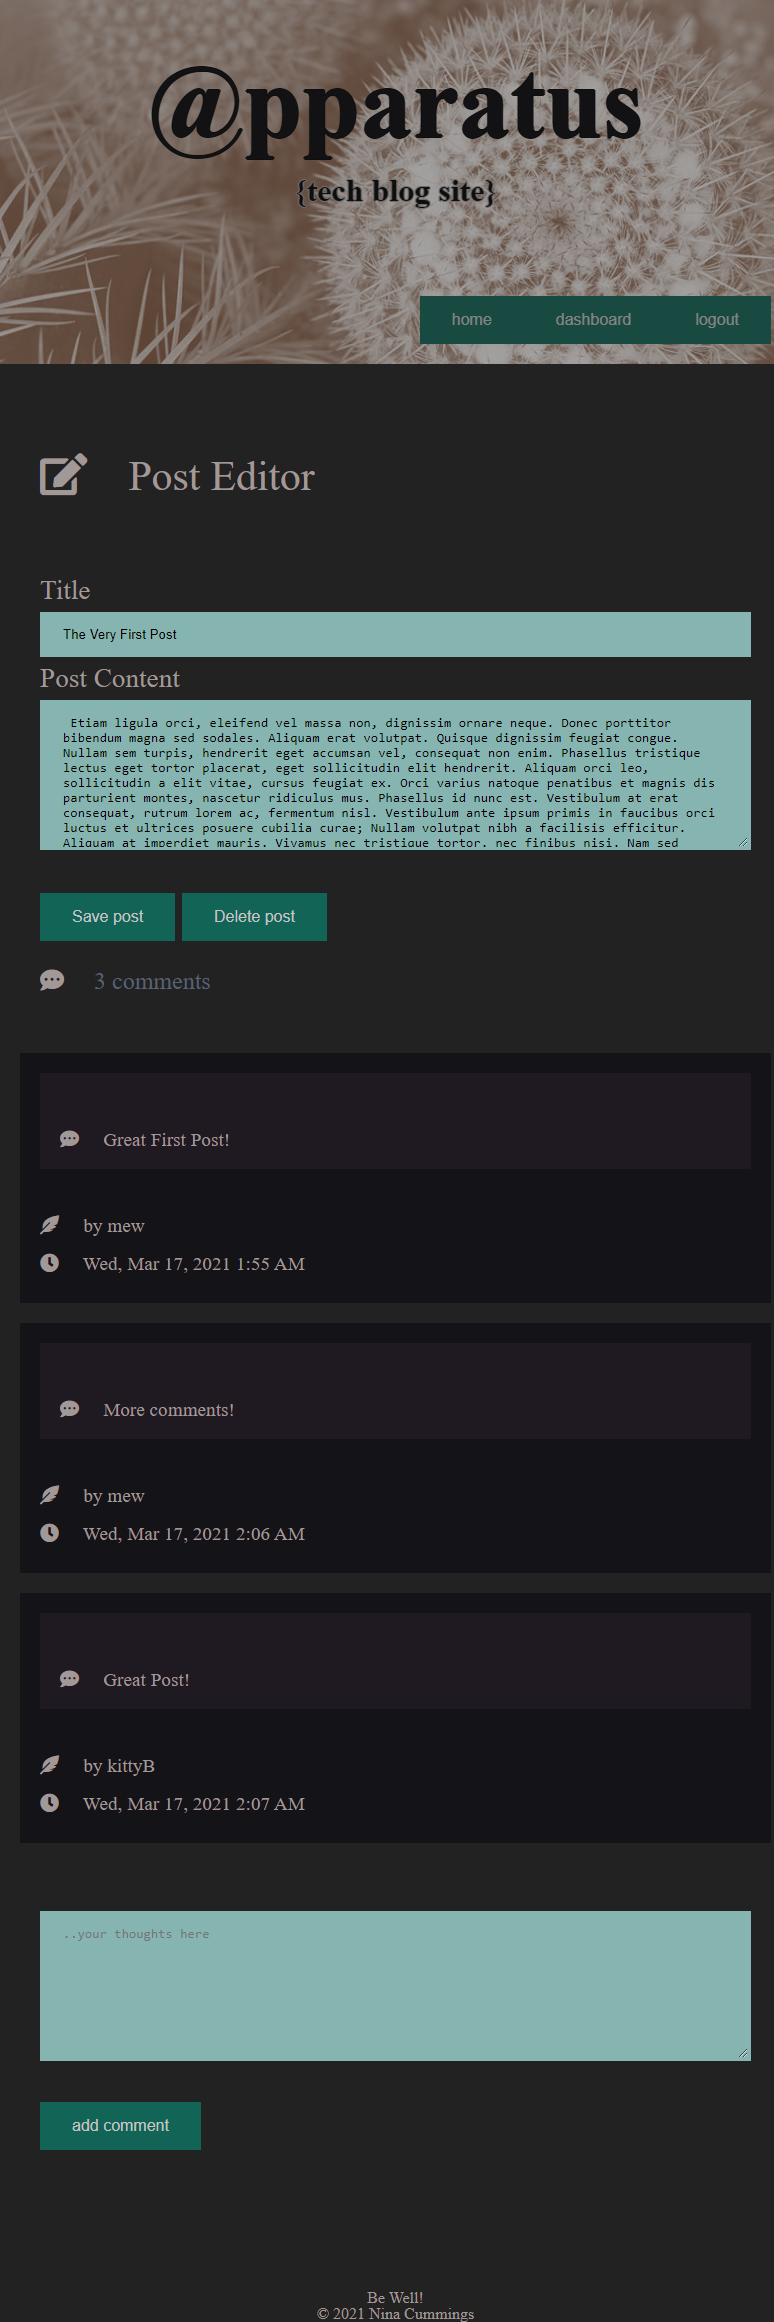 @pparatus
{tech blog site}
home dashboard logout
Post Editor
Title
The Very First Post
Post Content
Etiam ligula orci, eleifend vel massa non, dignissim ornare neque. Donec porttitor
bibendum magna sed sodales. Aliquam erat volutpat. Quisque dignissim feugiat congue.
Nullam sem turpis, hendrerit eget accumsan vel, consequat non enim. Phasellus tristique
lectus eget tortor placerat, eget sollicitudin elit hendrerit. Aliquam orci leo,
sollicitudin a elit vitae, cursus feugiat ex. Orci varius natoque penatibus et magnis dis
parturient montes, nascetur ridiculus mus. Phasellus id nunc est. Vestibulum at erat
consequat, rutrum lorem ac, fermentum nisl. Vestibulum ante ipsum primis in faucibus orci
luctus et ultrices posuere cubilia curae; Nullam volutpat nibh a facilisis efficitur.
Aliquam at imperdiet mauris. Vivamus nec tristique tortor, nec finibus nisi. Nam sed
Save post Delete post
3 comments
Great First Post!
by mew
Wed, Mar 17, 2021 1:55 AM
More comments!
by mew
Wed, Mar 17, 2021 2:06 AM
Great Post!
by kittyB
Wed, Mar 17, 2021 2:07 AM
..your thoughts here
add comment
Be Well!
© 2021 Nina Cummings